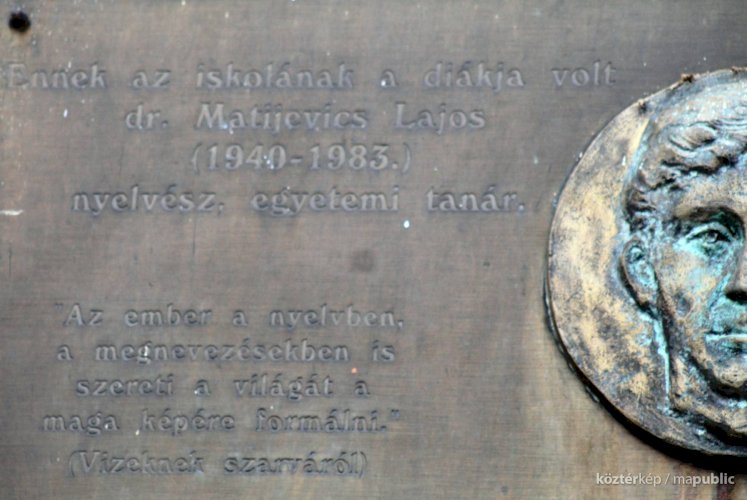 Ennek az iskolának a diákja volt
dr. Matijevics Lajos
(1940-1983.)
nyelvész, egyetemi tanár.
"Az ember a nyelvben,
a megnevezésekben is
szereti a világát a
maga képére formálni."
(Vizeknek szarváról)
köztérkép / mapublic